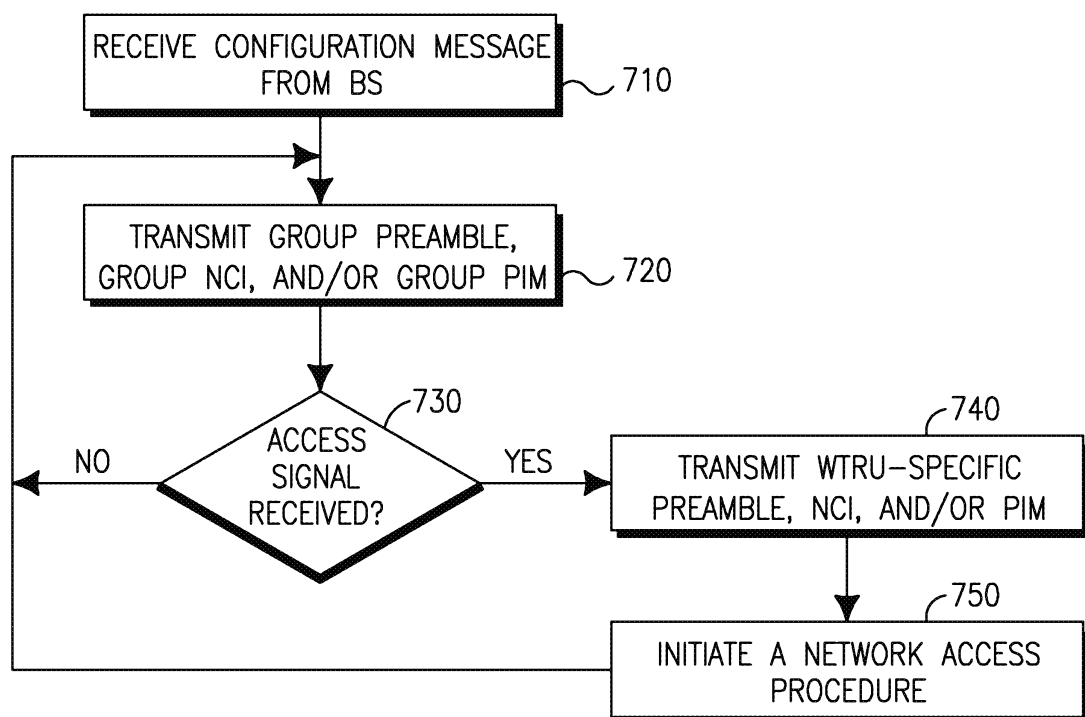 RECEIVE CONFIGURATION MESSAGE
FROM BS
710
TRANSMIT GROUP PREAMBLE,
GROUP NCI, AND/OR GROUP PIM
720
730
ACCESS
SIGNAL
RECEIVED?
NO
YES
740
TRANSMIT WTRU-SPECIFIC
PREAMBLE, NCI, AND/OR PIM
750
INITIATE A NETWORK ACCESS
PROCEDURE